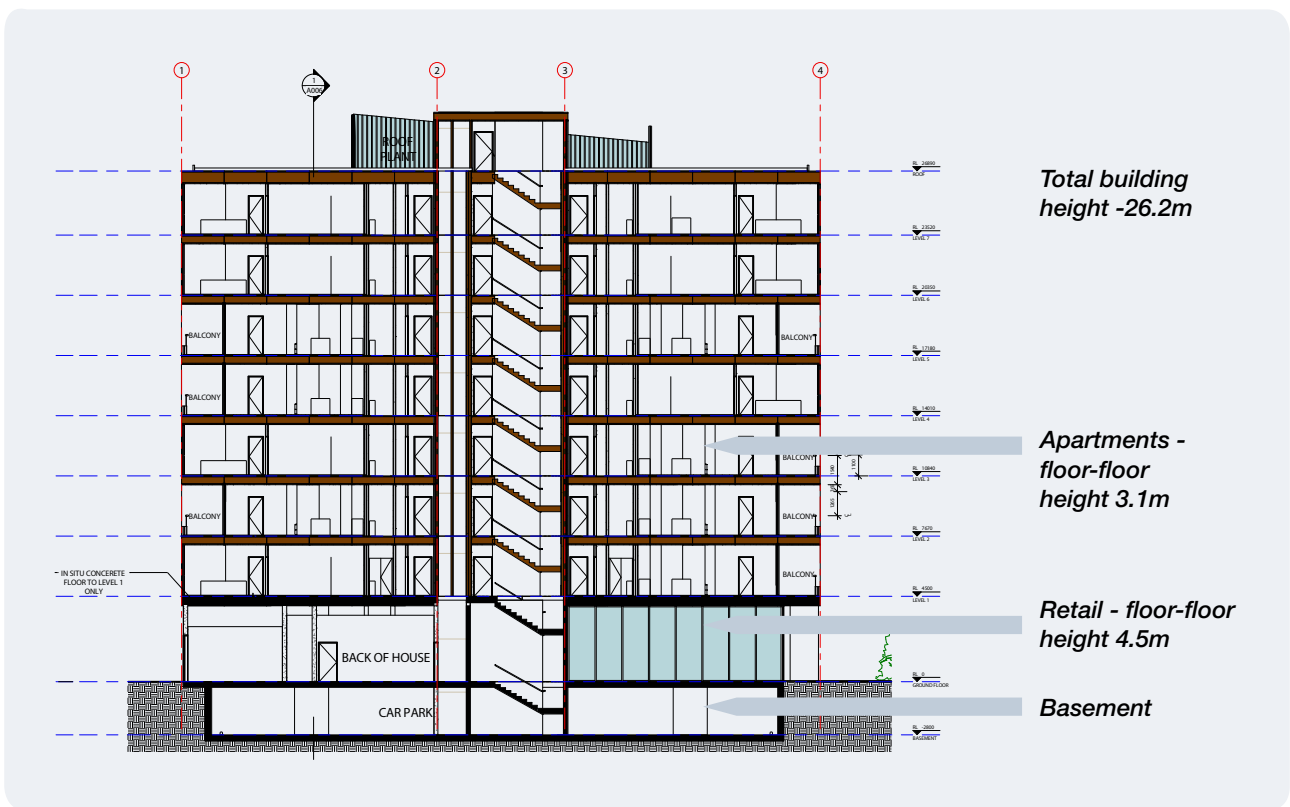 1
2
3
4
1
A006
ROOF
PLANT
RL 26890
ROOF
Total building
height -26.2m
RL 23520
LEVEL 7
RL 20350
LEVEL 6
BALCONY
BALCONY
RL 17180
LEVEL 5
BALCONY
RL 14010
LEVEL 4
Apartments -
floor-floor
height 3.1m
BALCONY
1100
RL 10840
LEVEL 3
BALCONY
BALCONY
RL 7670
LEVEL 2
IN SITU CONCRETE
FLOOR TO LEVEL 1
ONLY
BALCONY
RL 4500
LEVEL 1
Retail - floor-floor
height 4.5m
BACK OF HOUSE
RL 0
GROUND FLOOR
CAR PARK
Basement
RL -2800
BASEMENT